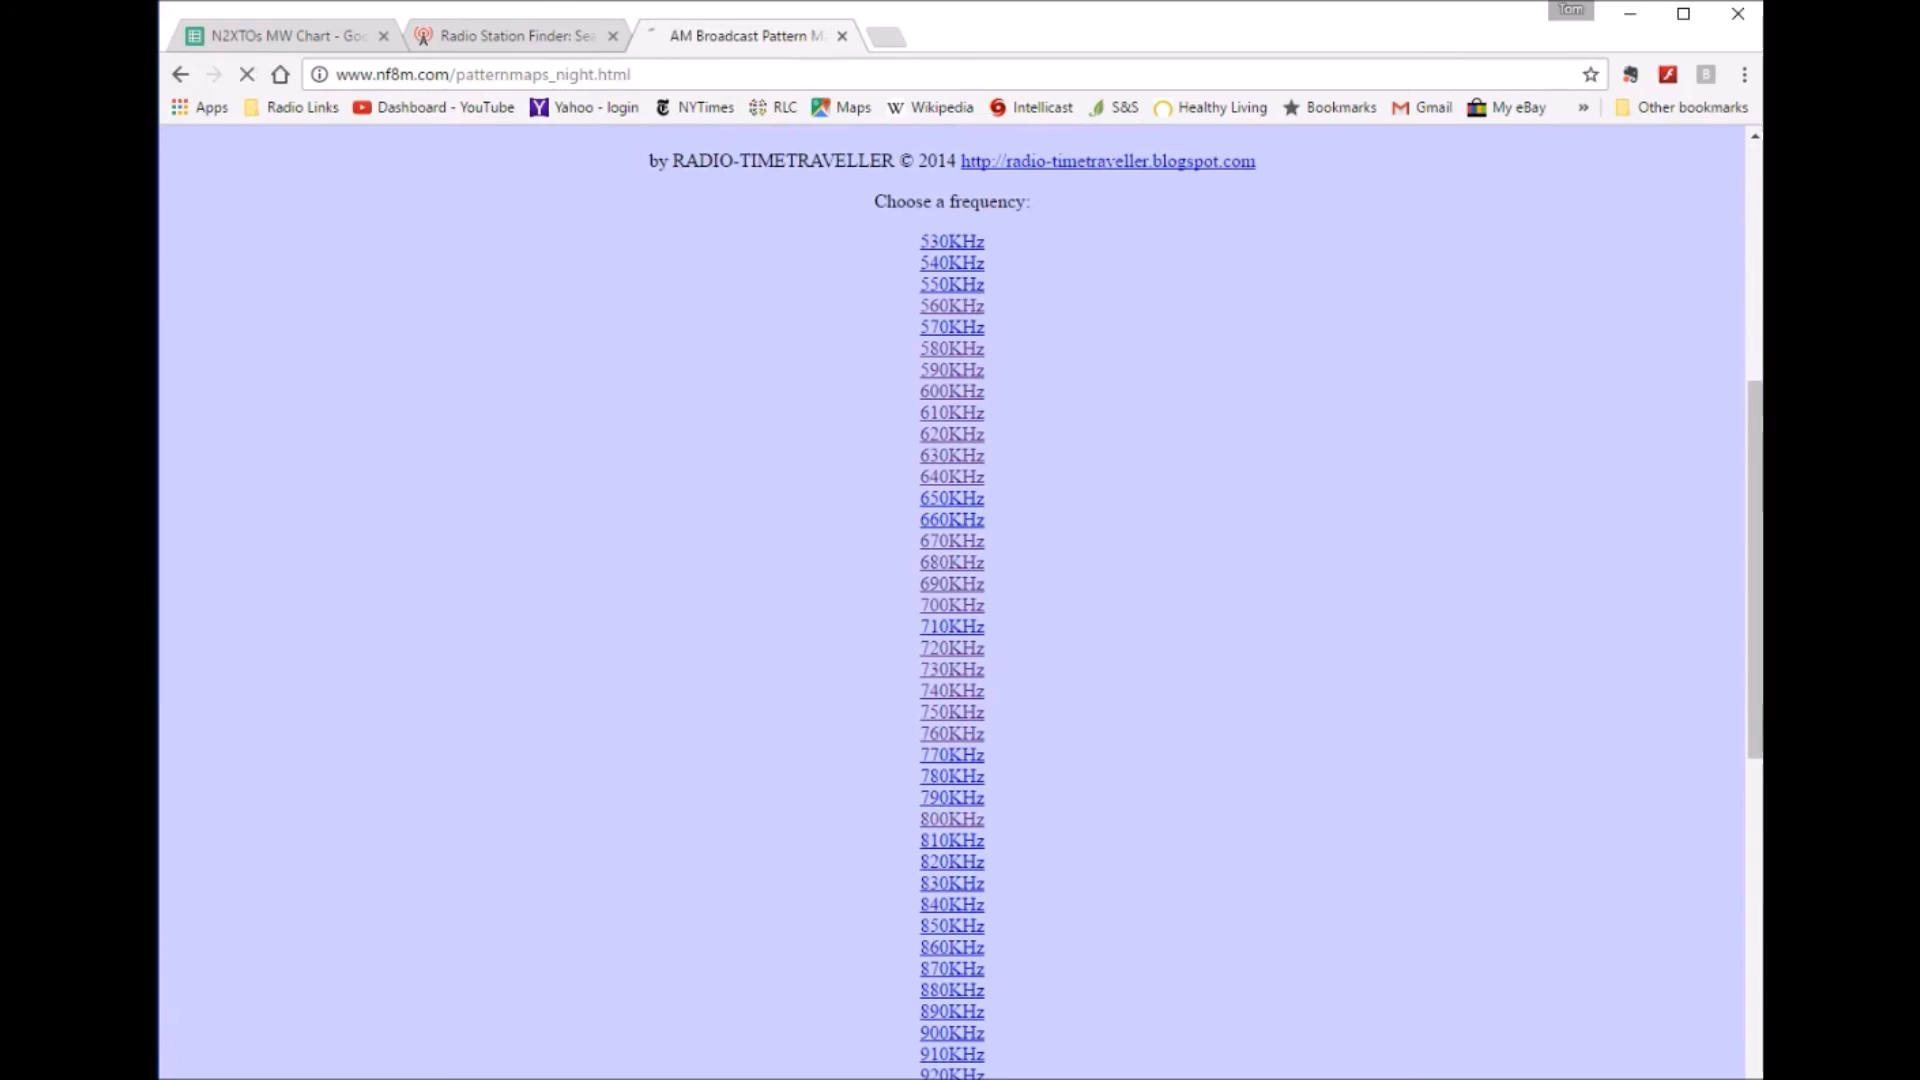 Tom
N2XTOs MW Chart - Goo
Radio Station Finder: Sea
AM Broadcast Pattern M
www.nf8m.com/patternmaps_night.html
Apps
Radio Links
Dashboard - YouTube
Yahoo - login
NYTimes
RLC
Maps
Wikipedia
Intellicast
S&S
Healthy Living
Bookmarks
Gmail
My eBay
»
Other bookmarks
by RADIO-TIMETRAVELLER © 2014 http://radio-timetraveller.blogspot.com
Choose a frequency:
530KHz
540KHz
550KHz
560KHz
570KHz
580KHz
590KHz
600KHz
610KHz
620KHz
630KHz
640KHz
650KHz
660KHz
670KHz
680KHz
690KHz
700KHz
710KHz
720KHz
730KHz
740KHz
750KHz
760KHz
770KHz
780KHz
790KHz
800KHz
810KHz
820KHz
830KHz
840KHz
850KHz
860KHz
870KHz
880KHz
890KHz
900KHz
910KHz
920KHz